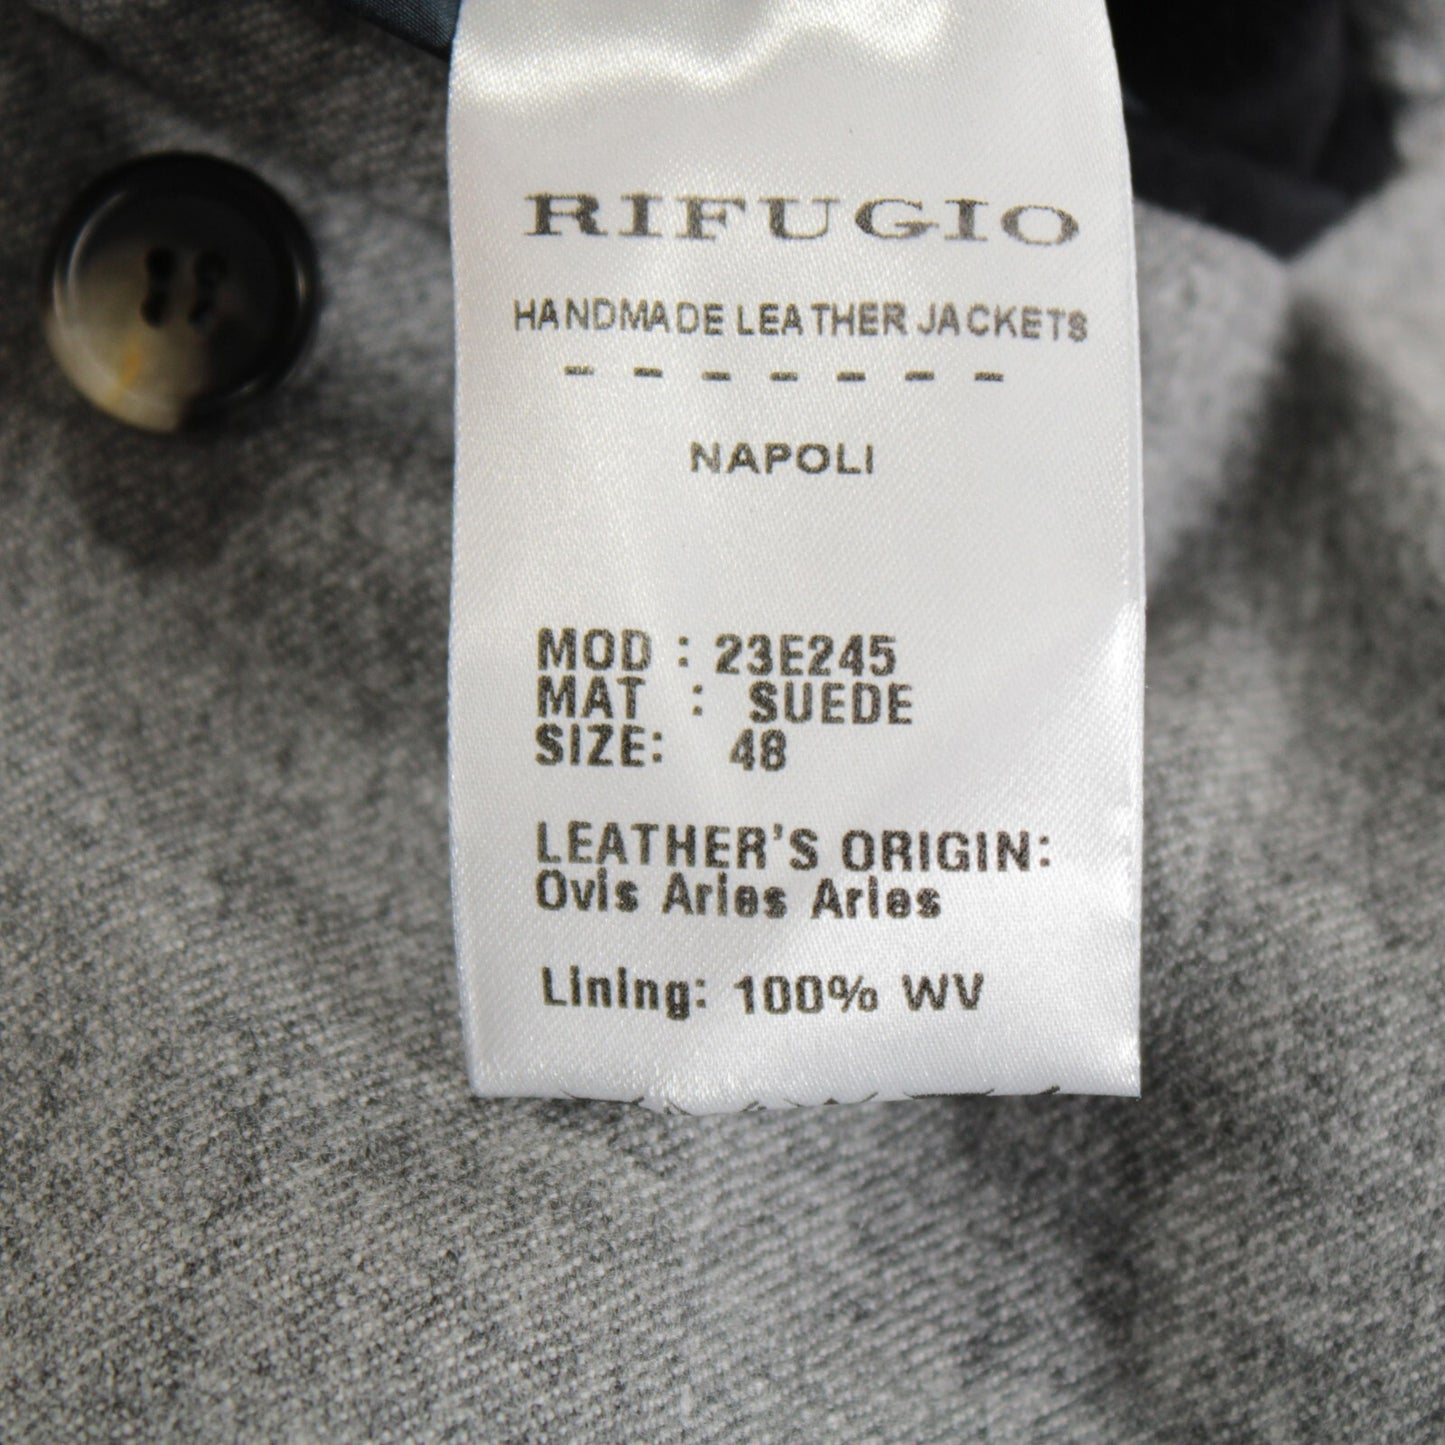 RIFUGIO
HANDMADE LEATHER JACKETS
- - - - - - -
NAPOLI
MOD : 23E245
MAT : SUEDE
SIZE: 48
LEATHER'S ORIGIN:
Ovis Aries Aries
Lining: 100% WV